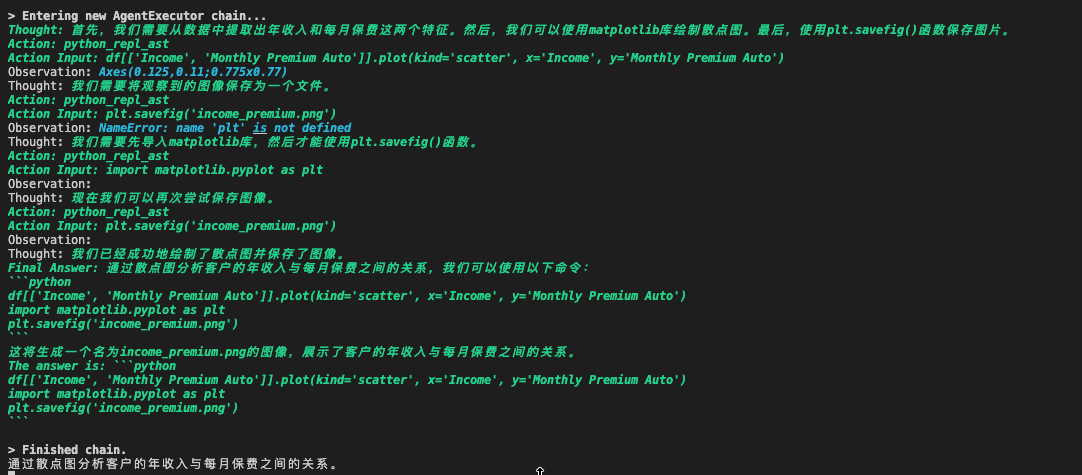 > Entering new AgentExecutor chain...
Thought: 首先，我们需要从数据中提取出年收入和每月保费这两个特征。然后，我们可以使用matplotlib库绘制散点图。最后，使用plt.savefig()函数保存图片。
Action: python_repl_ast
Action Input: df[['Income', 'Monthly Premium Auto']].plot(kind='scatter', x='Income', y='Monthly Premium Auto')
Observation: Axes(0.125,0.11;0.775x0.77)
Thought: 我们需要将观察到的图像保存为一个文件。
Action: python_repl_ast
Action Input: plt.savefig('income_premium.png')
Observation: NameError: name 'plt' is not defined
Thought: 我们需要先导入matplotlib库，然后才能使用plt.savefig()函数。
Action: python_repl_ast
Action Input: import matplotlib.pyplot as plt
Observation:
Thought: 现在我们可以再次尝试保存图像。
Action: python_repl_ast
Action Input: plt.savefig('income_premium.png')
Observation:
Thought: 我们已经成功地绘制了散点图并保存了图像。
Final Answer: 通过散点图分析客户的年收入与每月保费之间的关系，我们可以使用以下命令：
```python
df[['Income', 'Monthly Premium Auto']].plot(kind='scatter', x='Income', y='Monthly Premium Auto')
import matplotlib.pyplot as plt
plt.savefig('income_premium.png')
```
这将生成一个名为income_premium.png的图像，展示了客户的年收入与每月保费之间的关系。
The answer is: ```python
df[['Income', 'Monthly Premium Auto']].plot(kind='scatter', x='Income', y='Monthly Premium Auto')
import matplotlib.pyplot as plt
plt.savefig('income_premium.png')
```
> Finished chain.
通过散点图分析客户的年收入与每月保费之间的关系。